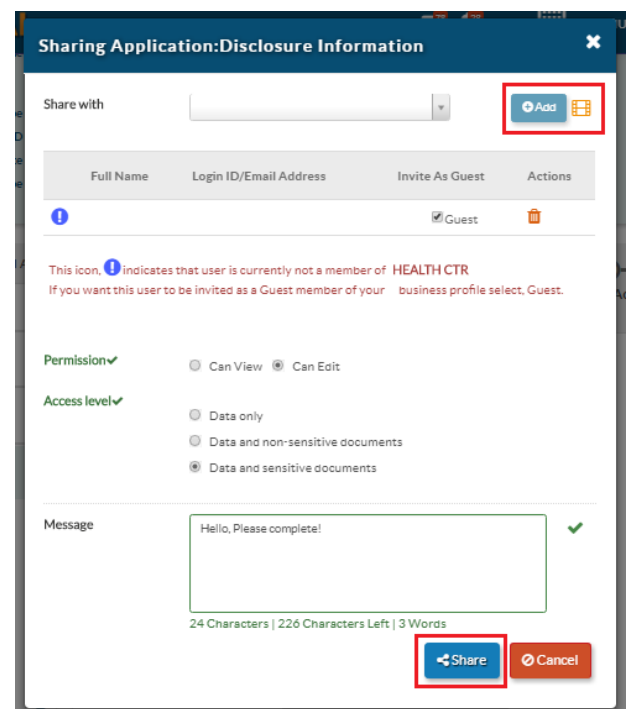 Sharing Application:Disclosure Information
Share with
Add
Full Name Login ID/Email Address Invite As Guest Actions
Guest
This icon, indicates that user is currently not a member of HEALTH CTR
If you want this user to be invited as a Guest member of your business profile select, Guest.
Permission
Can View Can Edit
Access level
Data only
Data and non-sensitive documents
Data and sensitive documents
Message
Hello, Please complete!
24 Characters | 226 Characters Left | 3 Words
Share Cancel